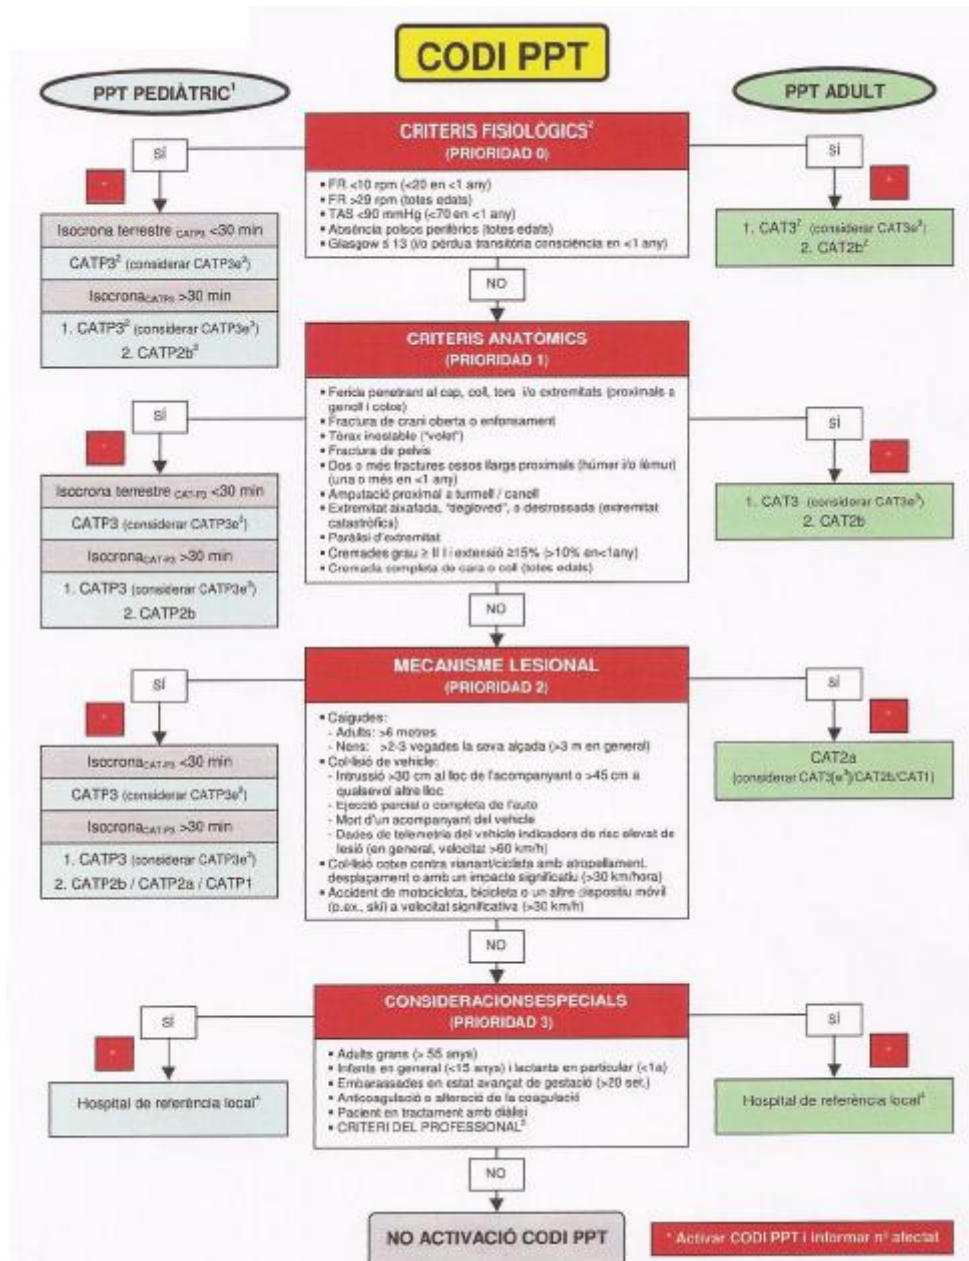 CODI PPT
PPT PEDIÀTRIC¹
PPT ADULT
CRITERIS FISIOLÒGICS²
(PRIORIDAD 0)
SÍ
SÍ
*
*
• FR <10 rpm (<20 en <1 any)
• FR >29 rpm (totes edats)
• TAS <90 mmHg (<70 en <1 any)
• Absència polsos perifèrics (totes edats)
• Glasgow ≤ 13 (i/o pèrdua transitòria consciència en <1 any)
Isocrona terrestre CATP3 <30 min
CATP3² (considerar CATP3e³)
Isocrona CATP3 >30 min
1. CATP3² (considerar CATP3e³)
2. CATP2b²
1. CAT3² (considerar CAT3e³)
2. CAT2b²
NO
CRITERIS ANATÒMICS
(PRIORIDAD 1)
SÍ
SÍ
*
*
• Ferida penetrant al cap, coll, tors i/o extremitats (proximals a
genoll i colze)
• Fractura de crani oberta o enfonsament
• Tòrax inestable ("volet")
• Fractura de pelvis
• Dos o més fractures ossos llargs proximals (húmer i/o fèmur)
(una o més en <1 any)
• Amputació proximal a turmell / canell
• Extremitat aixafada, "degloved", o destrossada (extremitat
catastròfica)
• Paràlisi d'extremitat
• Cremades grau ≥ II i extensió ≥15% (>10% en<1any)
• Cremada completa de cara o coll (totes edats)
Isocrona terrestre CAT-P3 <30 min
CATP3 (considerar CATP3e³)
Isocrona CAT-P3 >30 min
1. CATP3 (considerar CATP3e³)
2. CATP2b
1. CAT3 (considerar CAT3e³)
2. CAT2b
NO
MECANISME LESIONAL
(PRIORIDAD 2)
SÍ
SÍ
*
*
• Caigudes:
- Adults: >6 metres
- Nens: >2-3 vegades la seva alçada (>3 m en general)
• Col·lisió de vehicle:
- Intrussió >30 cm al lloc de l'acompanyant o >45 cm a
qualsevol altre lloc
- Ejecció parcial o completa de l'auto
- Mort d'un acompanyant del vehicle
- Dades de telemetria del vehicle indicadora de risc elevat de
lesió (en general, velocitat >60 km/h)
• Col·lisió cotxe contra vianant/ciclista amb atropellament,
desplaçament o amb un impacte significatiu (>30 km/hora)
• Accident de motocicleta, bicicleta o un altre dispositiu móvil
(p.ex., ski) a velocitat significativa (>30 km/h)
Isocrona CAT-P3 <30 min
CATP3 (considerar CATP3e³)
Isocrona CAT-P3 >30 min
1. CATP3 (considerar CATP3e³)
2. CATP2b / CATP2a / CATP1
CAT2a
(considerar CAT3(e³)/CAT2b/CAT1)
NO
CONSIDERACIONSESPECIALS
(PRIORIDAD 3)
SÍ
SÍ
*
*
• Adults grans (> 55 anys)
• Infants en general (<15 anys) i lactants en particular (<1a)
• Embarassades en estat avançat de gestació (>20 set.)
• Anticoagulació o alteració de la coagulació
• Pacient en tractament amb diàlisi
• CRITERI DEL PROFESSIONAL⁵
Hospital de referència local⁴
Hospital de referència local⁴
NO
NO ACTIVACIÓ CODI PPT
* Activar CODI PPT i informar nº afectat